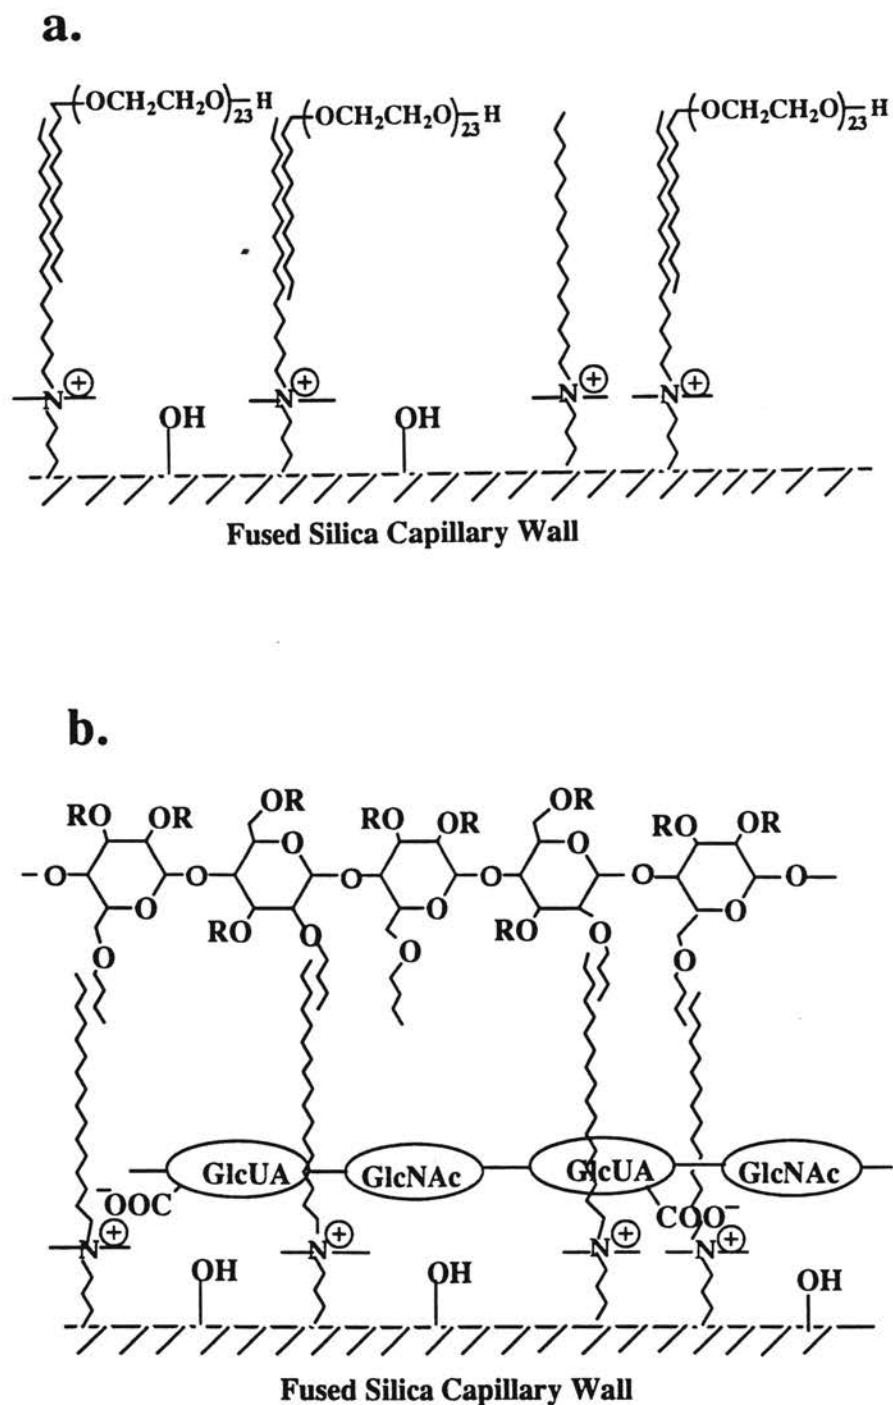 a.
(OCH₂CH₂O)₂₃H (OCH₂CH₂O)₂₃H (OCH₂CH₂O)₂₃H
N + N + N + N +
OH OH
Fused Silica Capillary Wall
b.
RO OR OR RO OR OR RO OR
O O O O O O
O O O O O
RO O RO O
O O O
GlcUA GlcNAc GlcUA GlcNAc
⁻OOC COO⁻
N + N + N + N +
OH OH OH
Fused Silica Capillary Wall